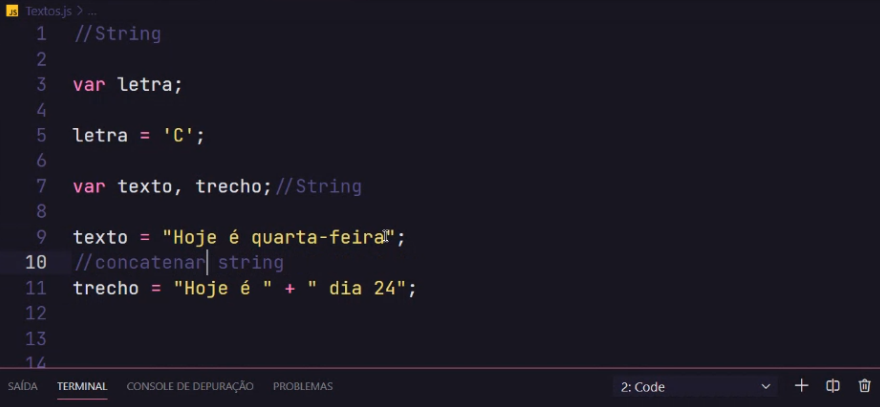 JS Textos.js > ...
1 //String
2
3 var letra;
4
5 letra = 'C';
6
7 var texto, trecho;//String
8
9 texto = "Hoje é quarta-feira";
10 //concatenar string
11 trecho = "Hoje é " + " dia 24";
12
13
14
SAÍDA TERMINAL CONSOLE DE DEPURAÇÃO PROBLEMAS 2: Code